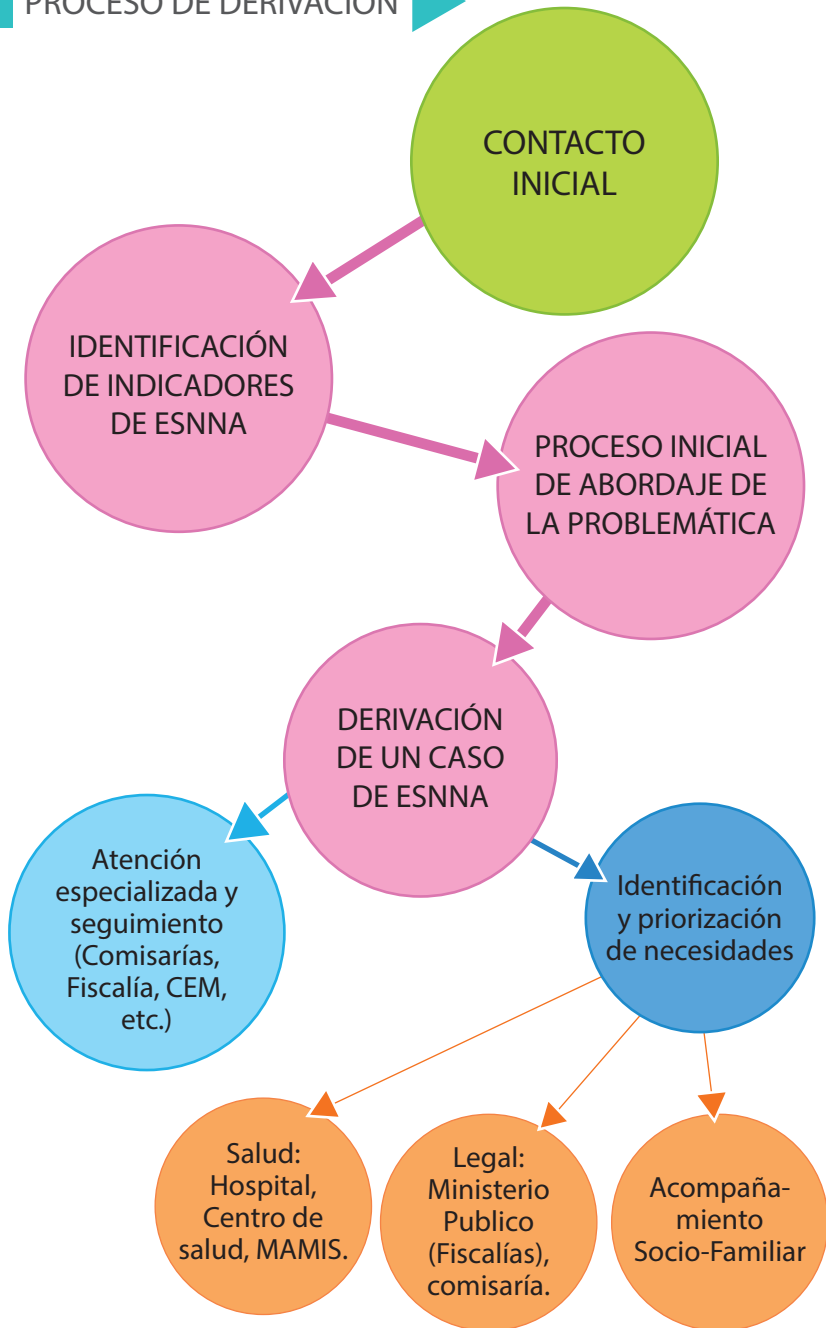 PROCESO DE DERIVACIÓN
CONTACTO
INICIAL
IDENTIFICACIÓN
DE INDICADORES
DE ESNNA
PROCESO INICIAL
DE ABORDAJE DE
LA PROBLEMÁTICA
DERIVACIÓN
DE UN CASO
DE ESNNA
Atención
especializada y
seguimiento
(Comisarías,
Fiscalía, CEM,
etc.)
Identificación
y priorización
de necesidades
Salud:
Hospital,
Centro de
salud, MAMIS.
Legal:
Ministerio
Publico
(Fiscalías),
comisaría.
Acompaña-
miento
Socio-Familiar